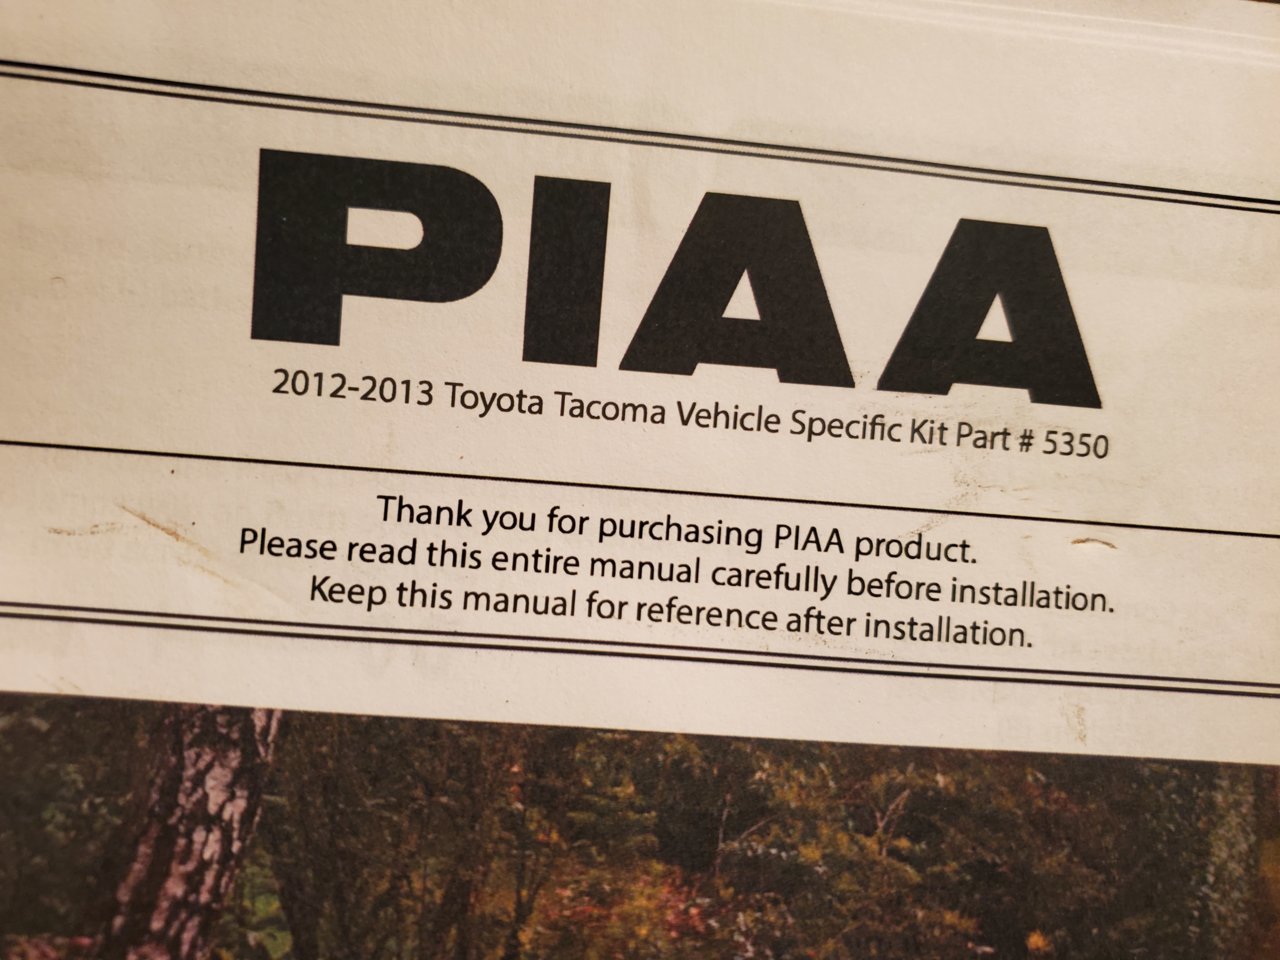 PIAA
2012-2013 Toyota Tacoma Vehicle Specific Kit Part # 5350
Thank you for purchasing PIAA product.
Please read this entire manual carefully before installation.
Keep this manual for reference after installation.